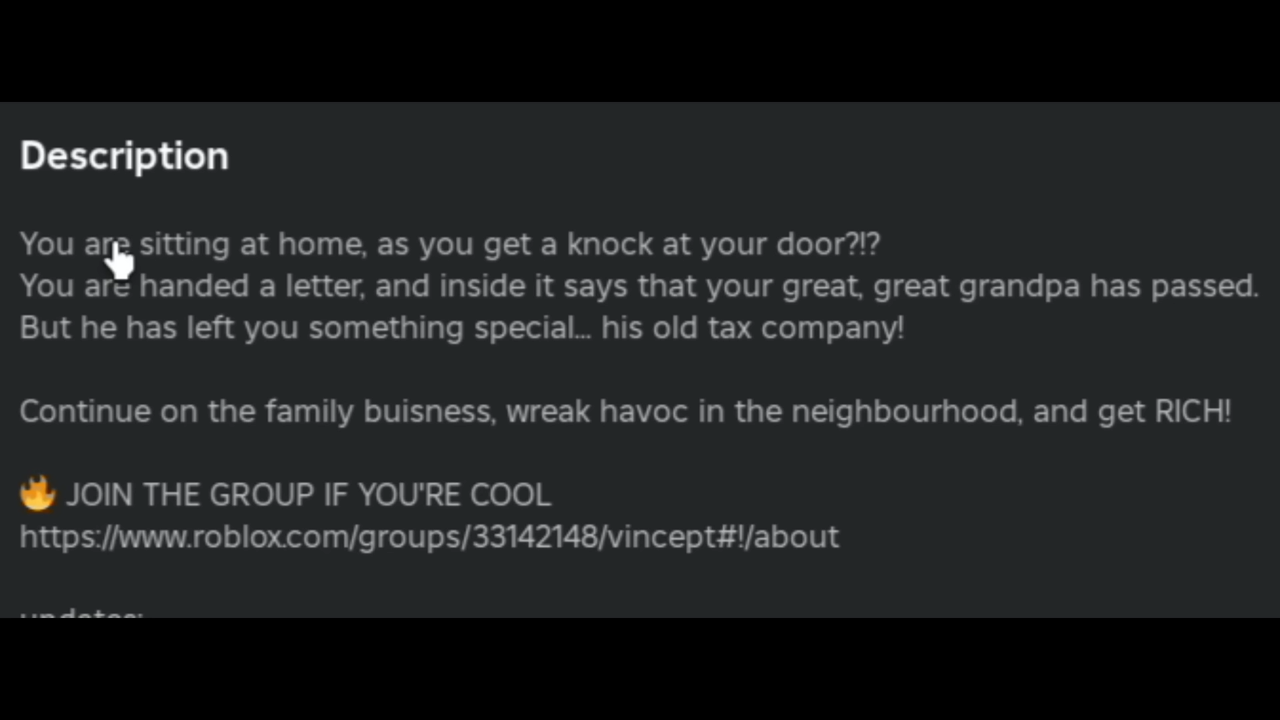 Description
You are sitting at home, as you get a knock at your door?!?
You are handed a letter, and inside it says that your great, great grandpa has passed.
But he has left you something special... his old tax company!
Continue on the family buisness, wreak havoc in the neighbourhood, and get RICH!
🔥 JOIN THE GROUP IF YOU'RE COOL
https://www.roblox.com/groups/33142148/vincept#!/about
updates: